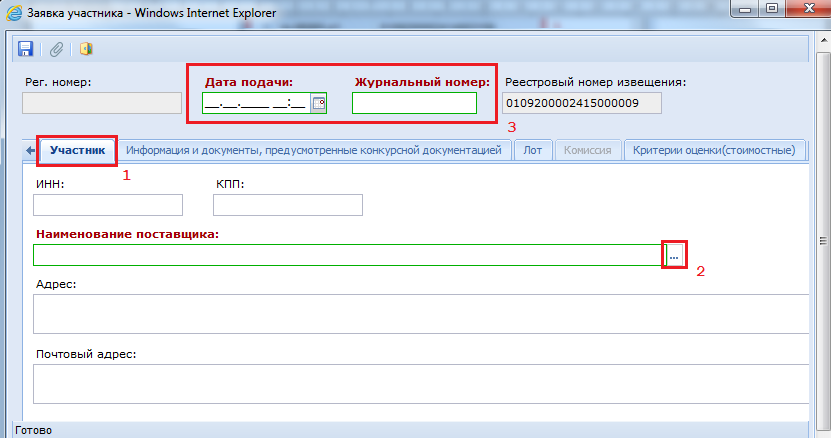 Заявка участника - Windows Internet Explorer
Рег. номер:
Дата подачи:
Журнальный номер:
Реестровый номер извещения:
__.__.____ __:__
0109200002415000009
3
Участник
Информация и документы, предусмотренные конкурсной документацией
Лот
Комиссия
Критерии оценки(стоимостные)
1
ИНН:
КПП:
Наименование поставщика:
...
2
Адрес:
Почтовый адрес:
Готово